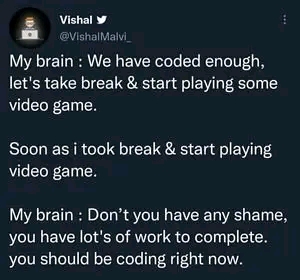 Vishal
@VishalMalvi_
My brain : We have coded enough,
let's take break & start playing some
video game.
Soon as i took break & start playing
video game.
My brain : Don't you have any shame,
you have lot's of work to complete.
you should be coding right now.